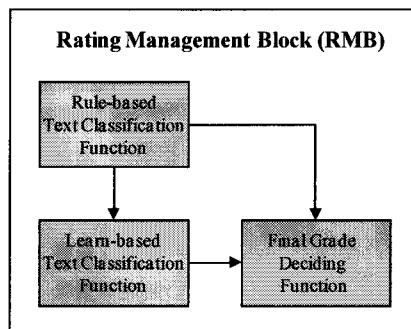 Rating Management Block (RMB)
Rule-based
Text Classification
Function
Learn-based
Text Classification
Function
Final Grade
Deciding
Function